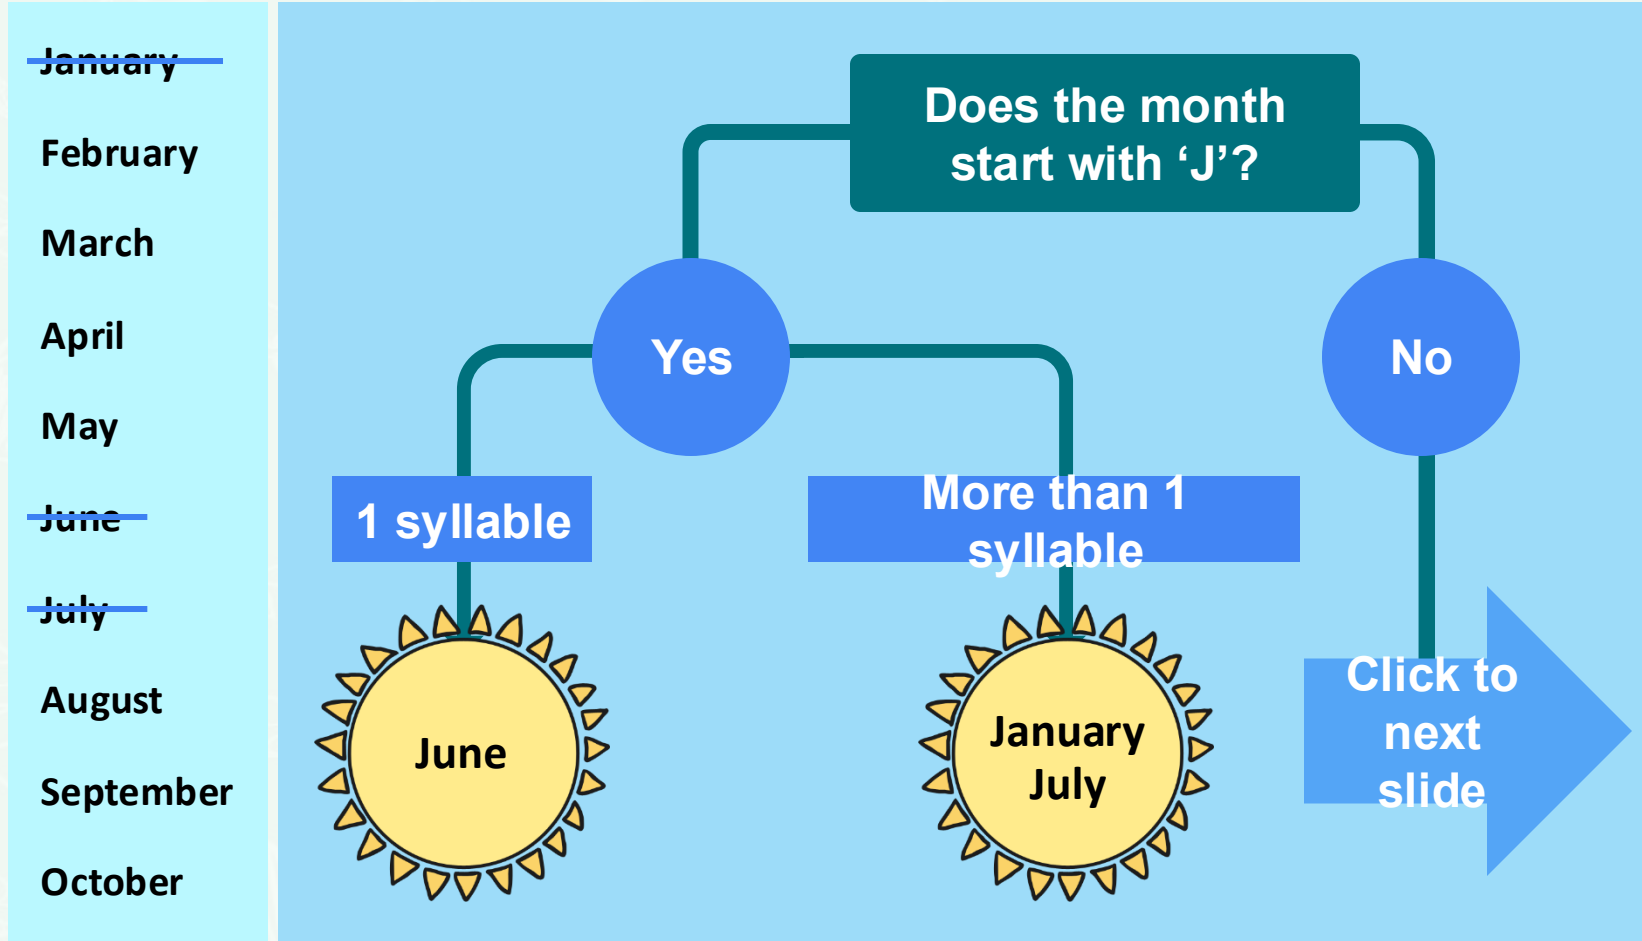 January
February
March
April
May
June
July
August
September
October
Does the month
start with ‘J’?
Yes
No
1 syllable
More than 1
syllable
June
January
July
Click to
next
slide